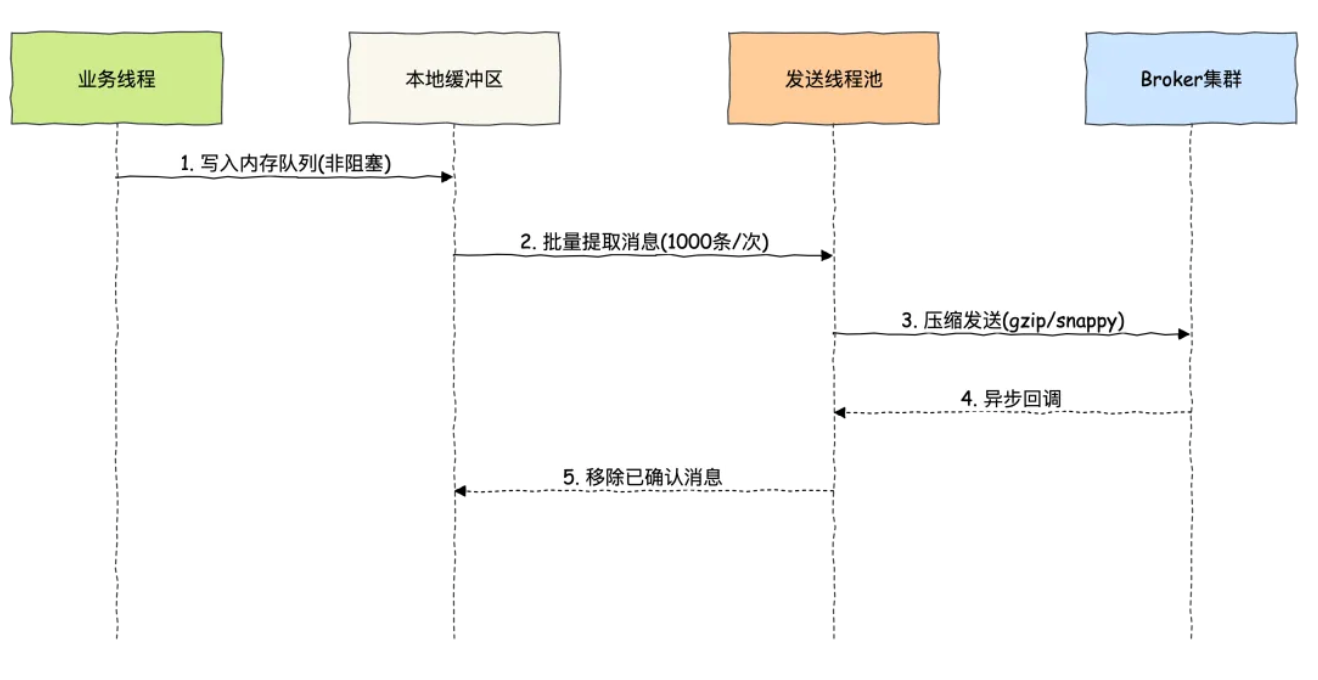 业务线程
本地缓冲区
发送线程池
Broker集群
1. 写入内存队列(非阻塞)
2. 批量提取消息(1000条/次)
3. 压缩发送(gzip/snappy)
4. 异步回调
5. 移除已确认消息